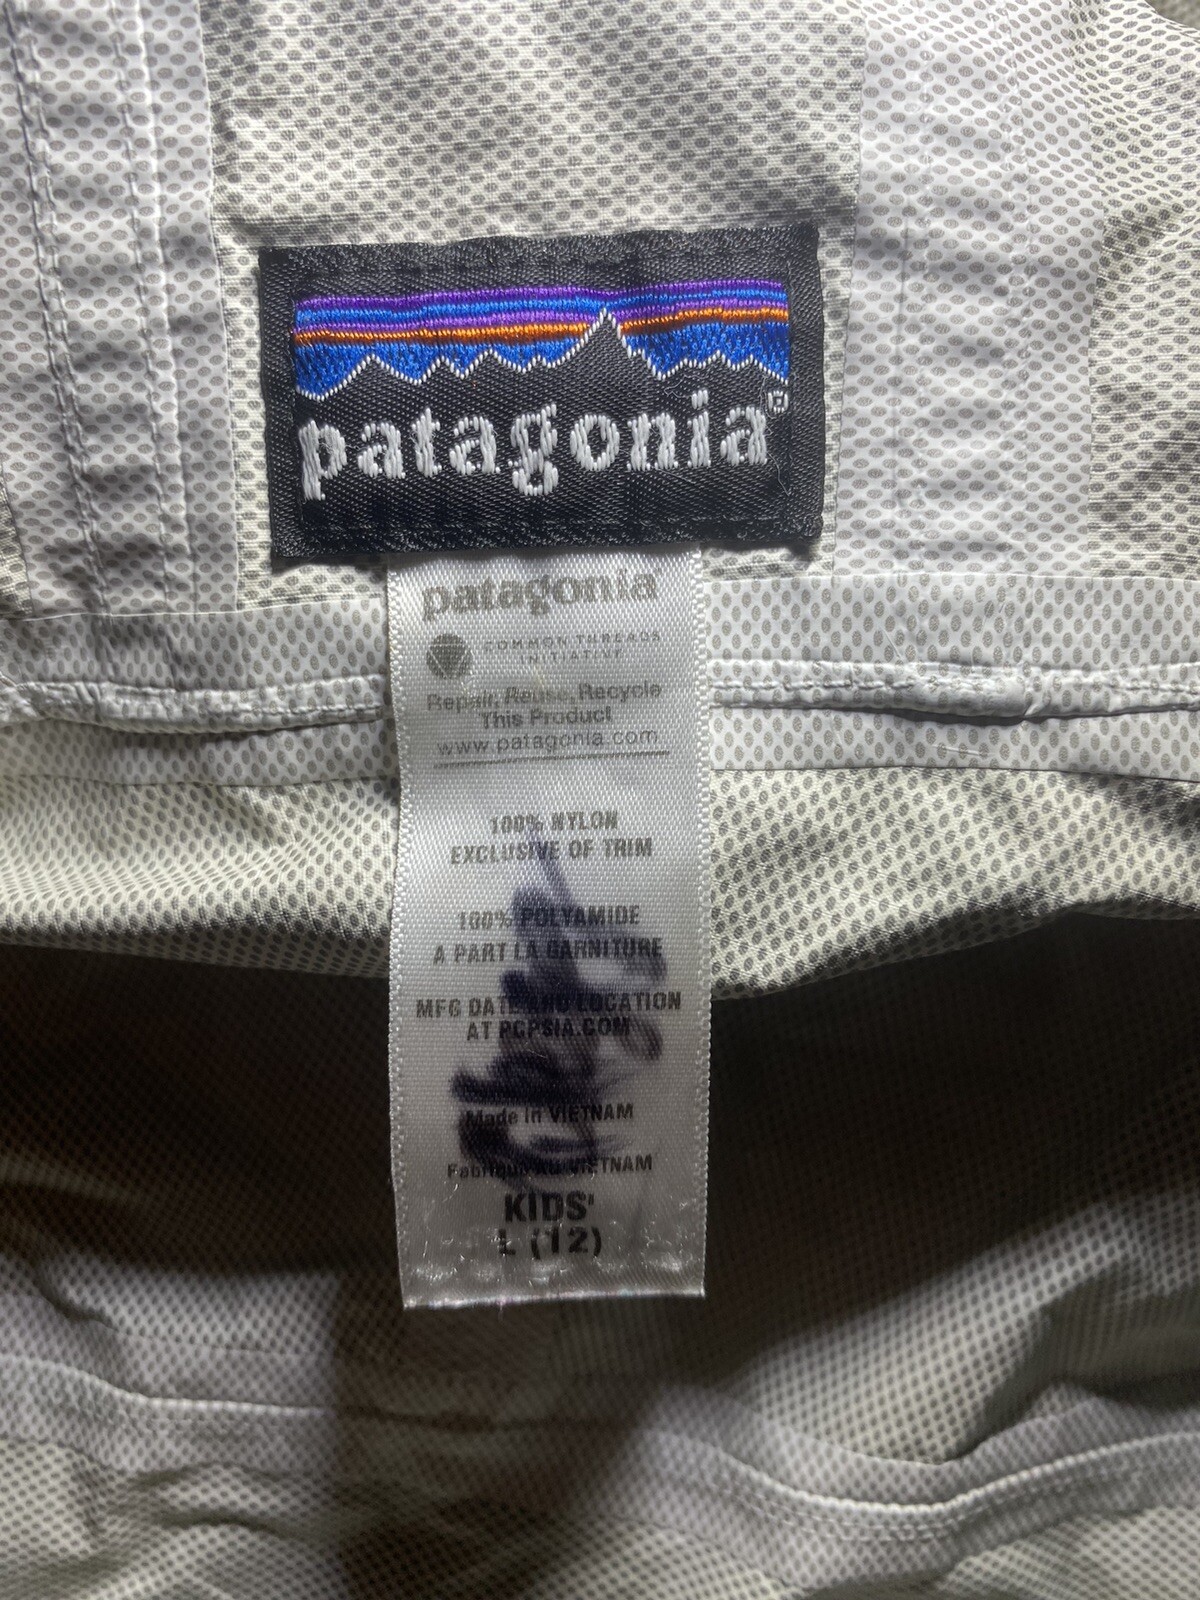 patagonia®
patagonia
COMMON THREADS
INITIATIVE
Repair, Reuse, Recycle
This Product
www.patagonia.com
100% NYLON
EXCLUSIVE OF TRIM
100% POLYAMIDE
A PART LA GARNITURE
MFG DATE AND LOCATION
AT PCPSIA.COM
Made in VIETNAM
Fabriqué AU VIETNAM
KIDS'
L (12)